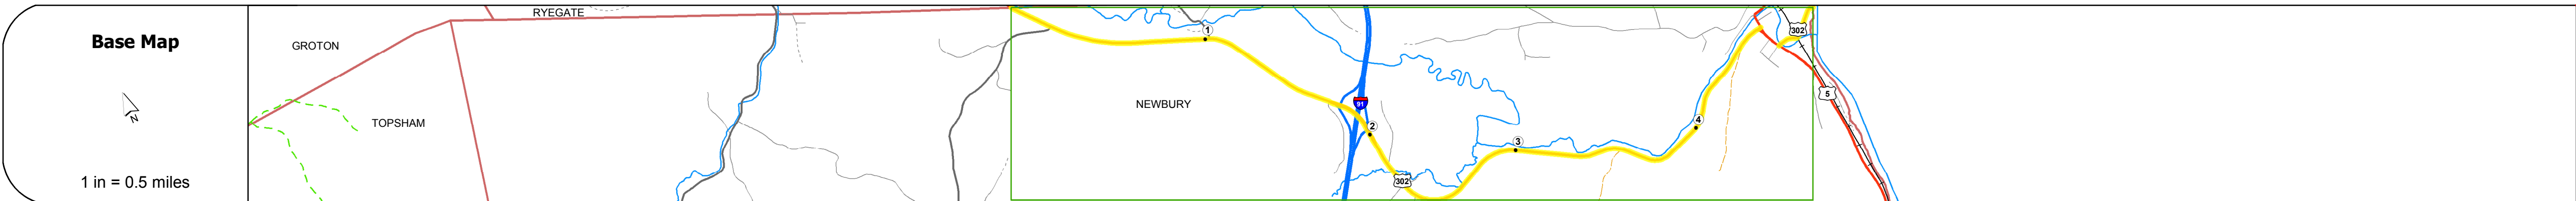 Base Map
N
1 in = 0.5 miles
RYEGATE
GROTON
TOPSHAM
NEWBURY
1
91
2
302
3
4
302
5